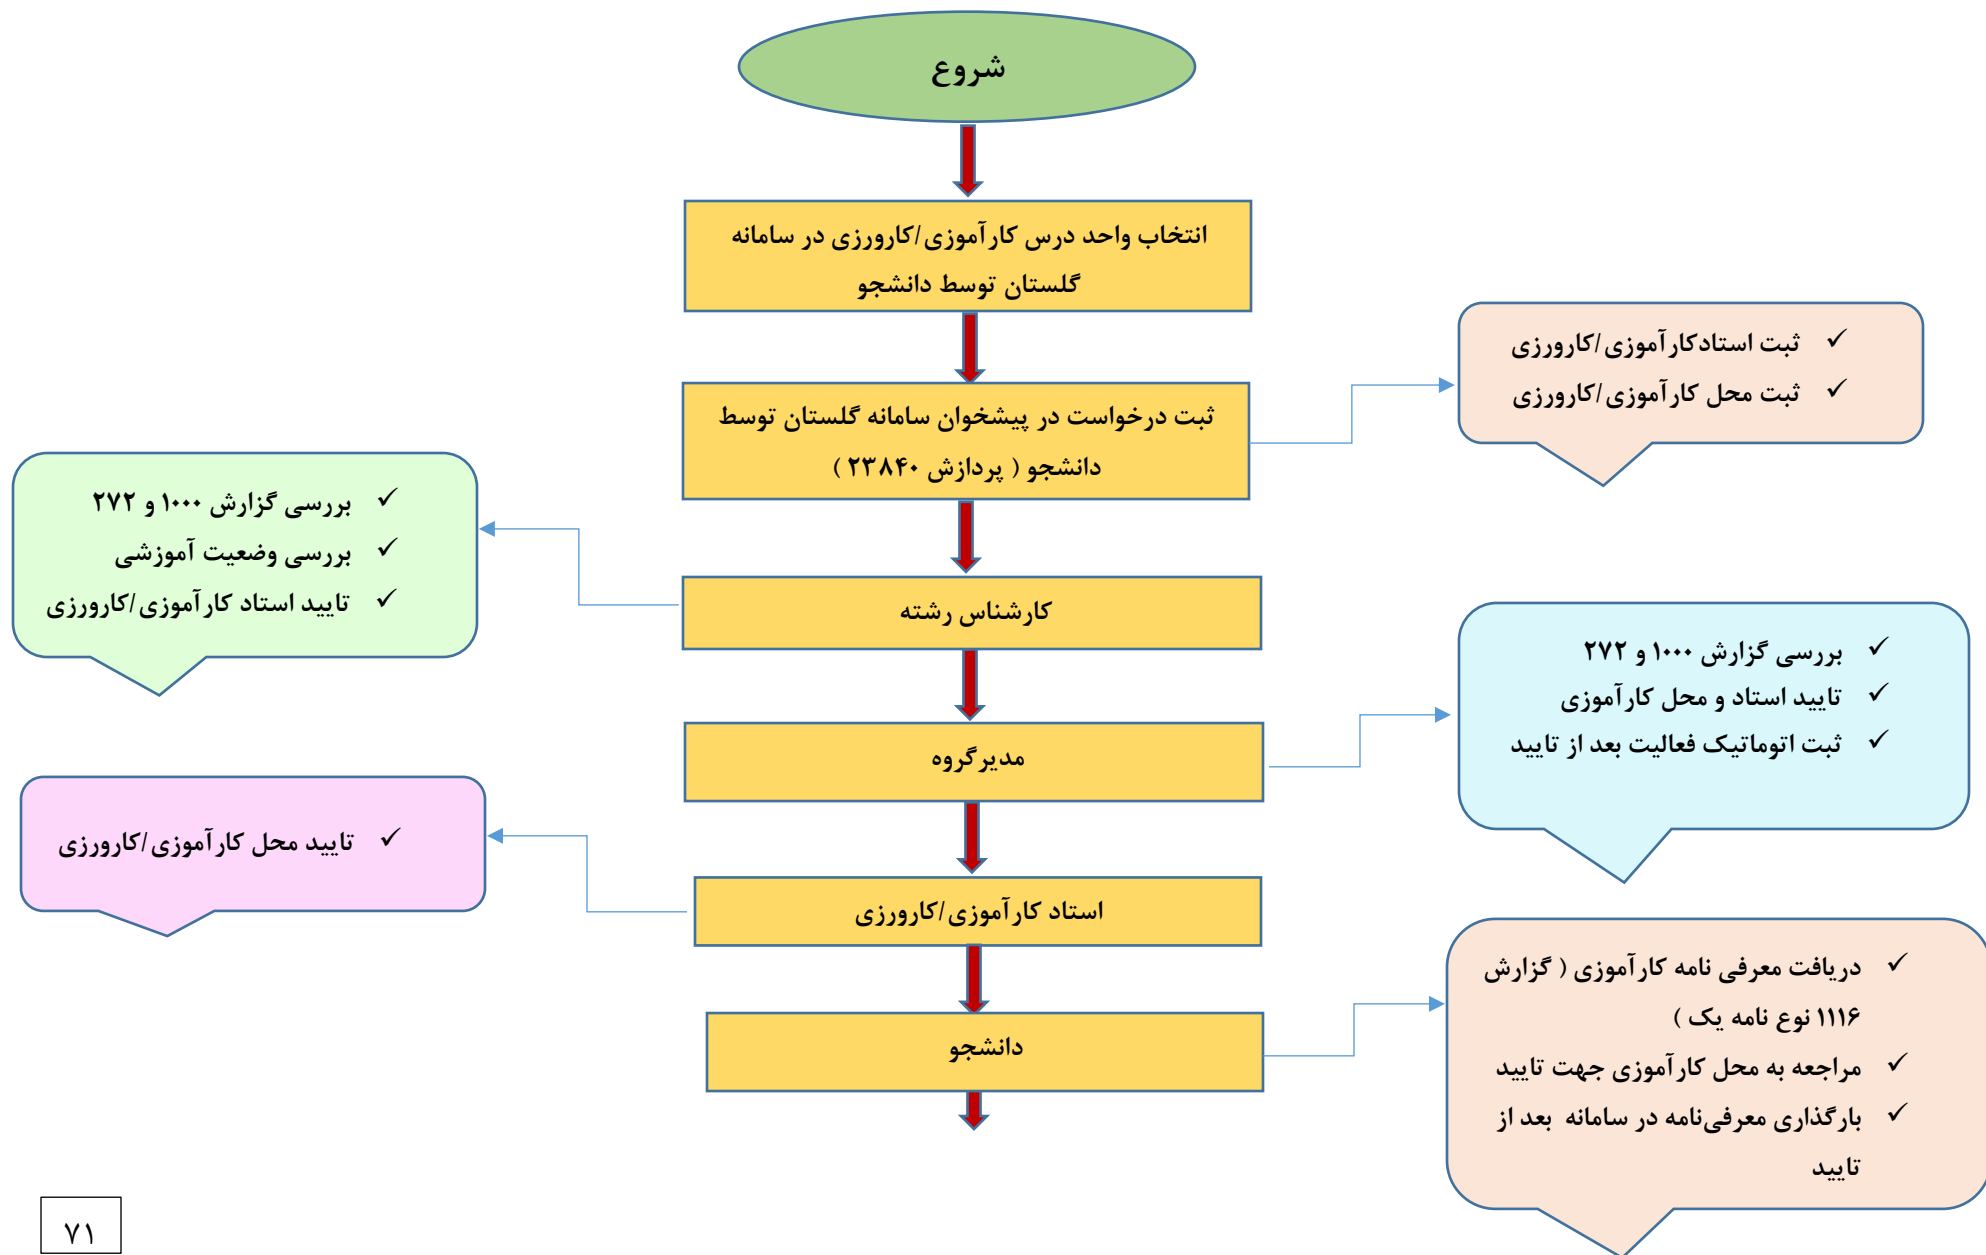 شروع
انتخاب واحد درس کارآموزی/کارورزی در سامانه
گلستان توسط دانشجو
ثبت درخواست در پیشخوان سامانه گلستان توسط
دانشجو ( پردازش ۲۳۸۴۰ )
✓ ثبت استادکارآموزی/کارورزی
✓ ثبت محل کارآموزی/کارورزی
کارشناس رشته
✓ بررسی گزارش ۱۰۰۰ و ۲۷۲
✓ بررسی وضعیت آموزشی
✓ تایید استاد کارآموزی/کارورزی
مدیرگروه
✓ بررسی گزارش ۱۰۰۰ و ۲۷۲
✓ تایید استاد و محل کارآموزی
✓ ثبت اتوماتیک فعالیت بعد از تایید
استاد کارآموزی/کارورزی
✓ تایید محل کارآموزی/کارورزی
دانشجو
✓ دریافت معرفی نامه کارآموزی ( گزارش
۱۱۱۶ نوع نامه یک )
✓ مراجعه به محل کارآموزی جهت تایید
✓ بارگذاری معرفی‌نامه در سامانه بعد از
تایید
۷۱